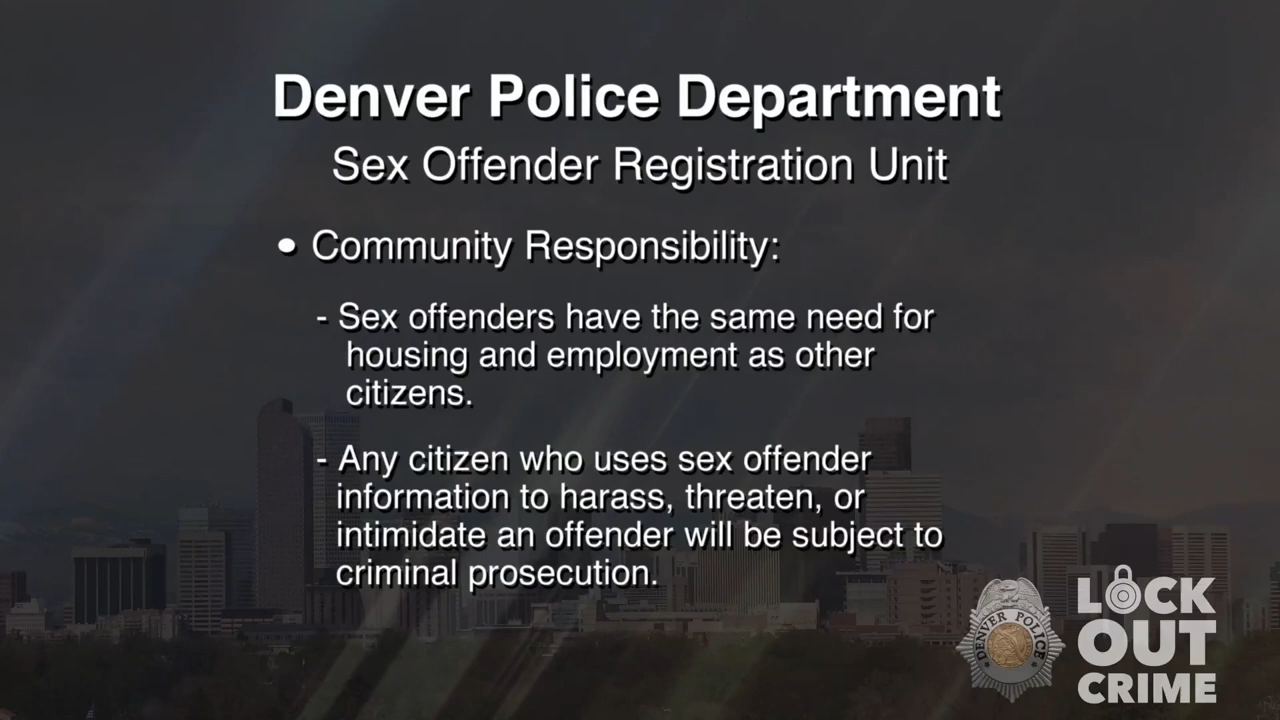 Denver Police Department
Sex Offender Registration Unit
• Community Responsibility:
- Sex offenders have the same need for
housing and employment as other
citizens.
- Any citizen who uses sex offender
information to harass, threaten, or
intimidate an offender will be subject to
criminal prosecution.
DENVER POLICE
LOCK
OUT
CRIME